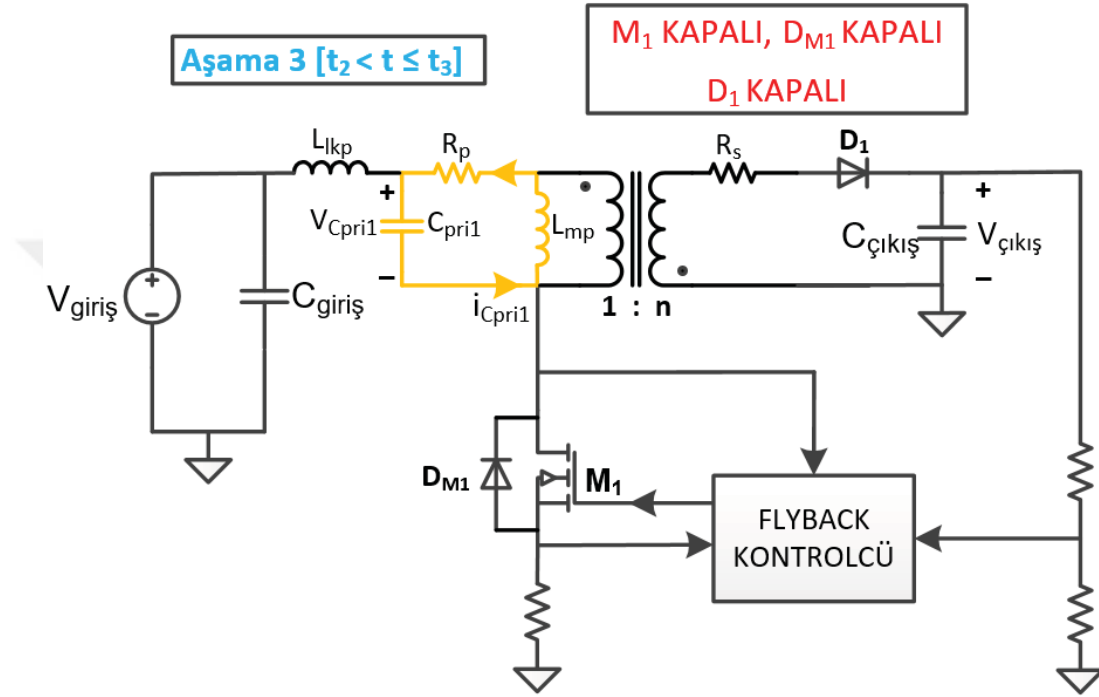 Aşama 3 [t₂ < t ≤ t₃]
M₁ KAPALI, D_M1 KAPALI
D₁ KAPALI
L_lkp
R_p
R_s
D₁
+
V_Cpri1
C_pri1
−
L_mp
i_Cpri1
1 : n
V_giriş
+
−
C_giriş
C_çıkış
+
V_çıkış
−
D_M1
M₁
FLYBACK
KONTROLCÜ